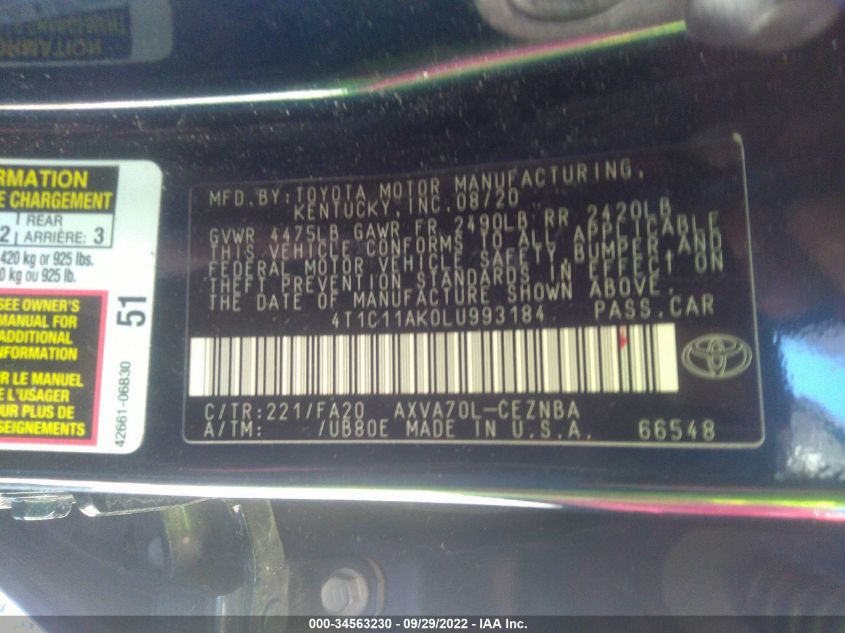 RMATION
E CHARGEMENT
REAR
2 ARRIÈRE: 3
420 kg or 925 lbs.
0 kg ou 925 lb.
SEE OWNER'S
MANUAL FOR
ADDITIONAL
INFORMATION
R LE MANUEL
E L'USAGER
OUR PLUS DE
SEIGNEMENTS
51
42661-06B30
MFD. BY: TOYOTA MOTOR MANUFACTURING,
KENTUCKY, INC. 08/20
GVWR 4475LB GAWR FR 2490LB RR 2420LB
THIS VEHICLE CONFORMS TO ALL APPLICABLE
FEDERAL MOTOR VEHICLE SAFETY, BUMPER, AND
THEFT PREVENTION STANDARDS IN EFFECT ON
THE DATE OF MANUFACTURE SHOWN ABOVE.
4T1C11AK0LU993184 PASS. CAR
C/TR: 221/FA20 AXVA70L-CEZNBA
A/TM: /UB80E MADE IN U.S.A. 66548
000-34563230 - 09/29/2022 - IAA Inc.